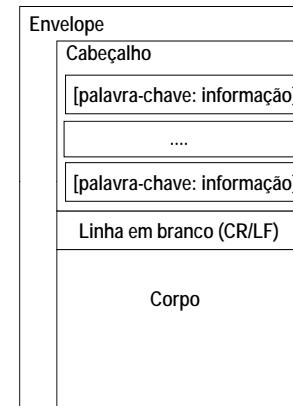 Envelope
Cabeçalho
[palavra-chave: informação]
....
[palavra-chave: informação]
Linha em branco (CR/LF)
Corpo